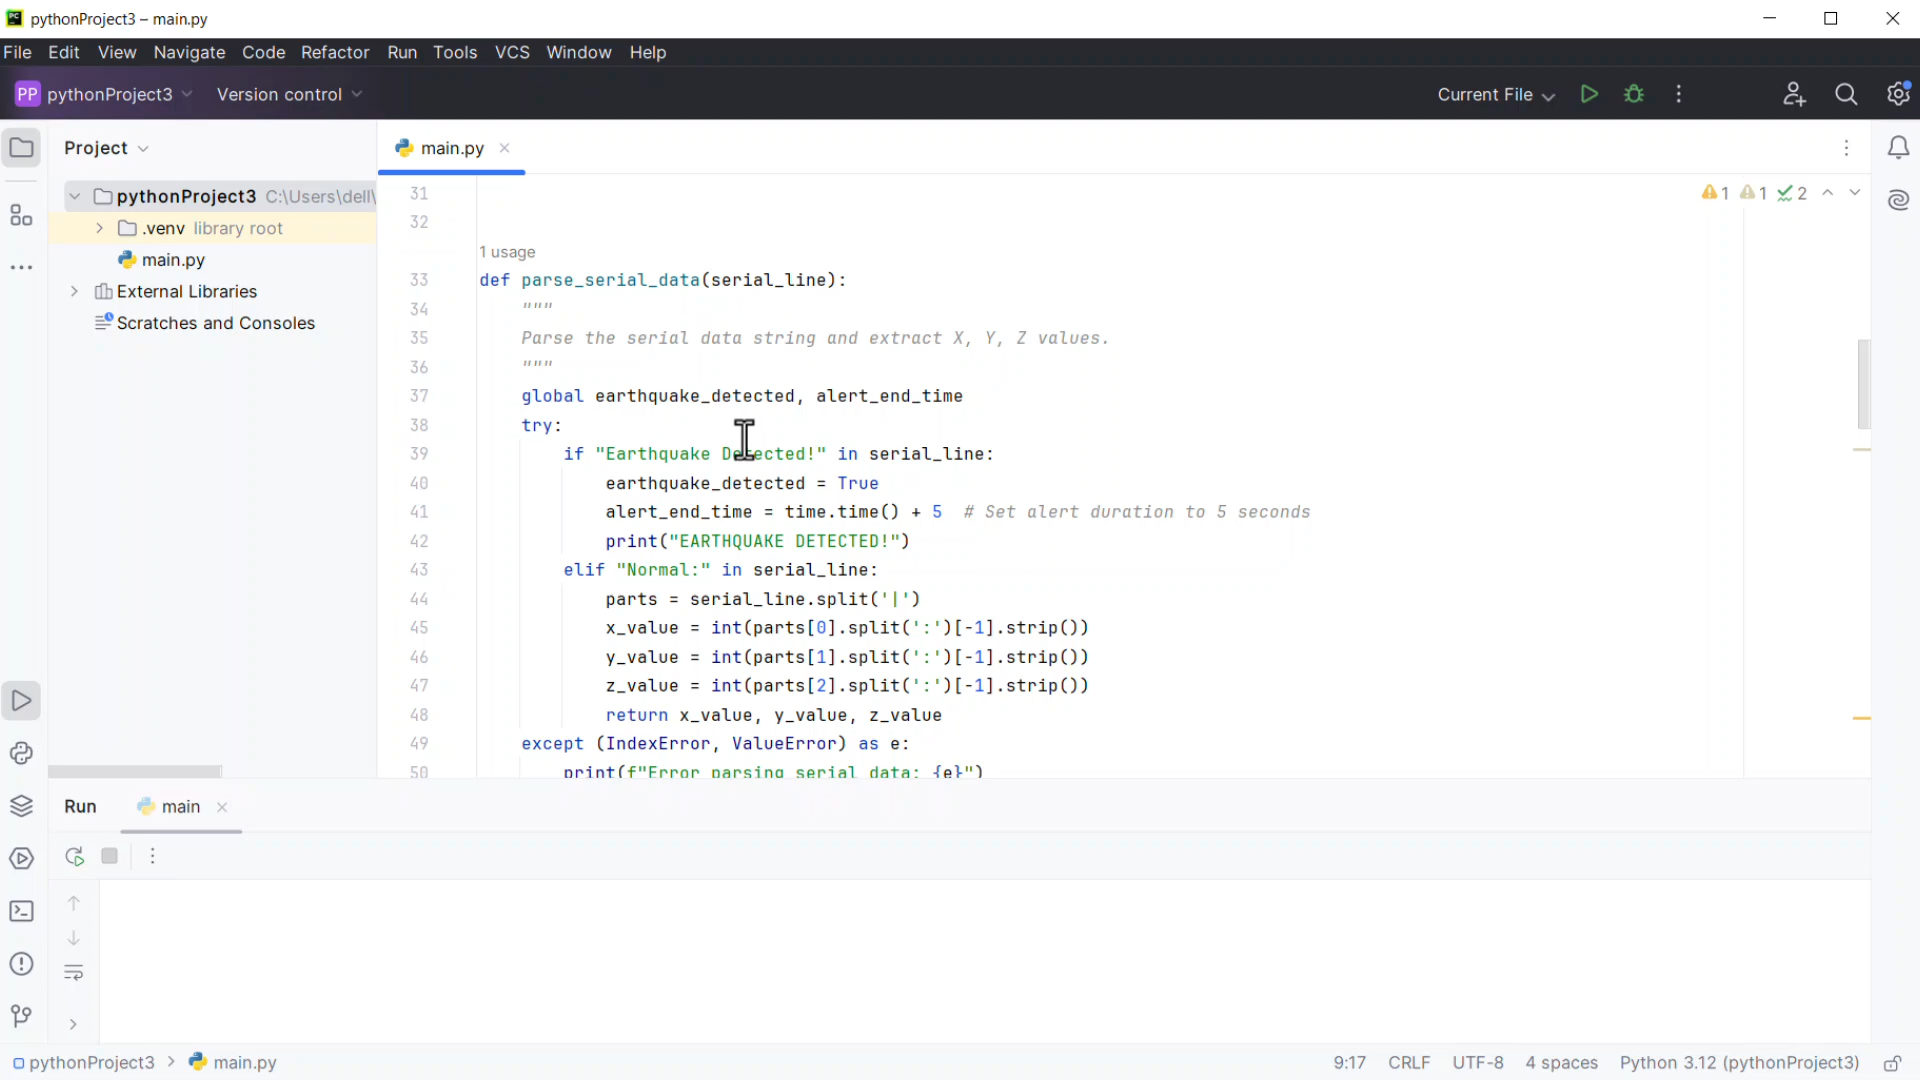 pythonProject3 – main.py
File Edit View Navigate Code Refactor Run Tools VCS Window Help
PP pythonProject3 Version control Current File
Project
main.py
pythonProject3 C:\Users\dell\
.venv library root
main.py
External Libraries
Scratches and Consoles
1 1 2
31
32
1 usage
33 def parse_serial_data(serial_line):
34 """
35 Parse the serial data string and extract X, Y, Z values.
36 """
37 global earthquake_detected, alert_end_time
38 try:
39 if "Earthquake Detected!" in serial_line:
40 earthquake_detected = True
41 alert_end_time = time.time() + 5 # Set alert duration to 5 seconds
42 print("EARTHQUAKE DETECTED!")
43 elif "Normal:" in serial_line:
44 parts = serial_line.split('|')
45 x_value = int(parts[0].split(':')[-1].strip())
46 y_value = int(parts[1].split(':')[-1].strip())
47 z_value = int(parts[2].split(':')[-1].strip())
48 return x_value, y_value, z_value
49 except (IndexError, ValueError) as e:
50 print(f"Error parsing serial data: {e}")
Run main
pythonProject3 > main.py 9:17 CRLF UTF-8 4 spaces Python 3.12 (pythonProject3)